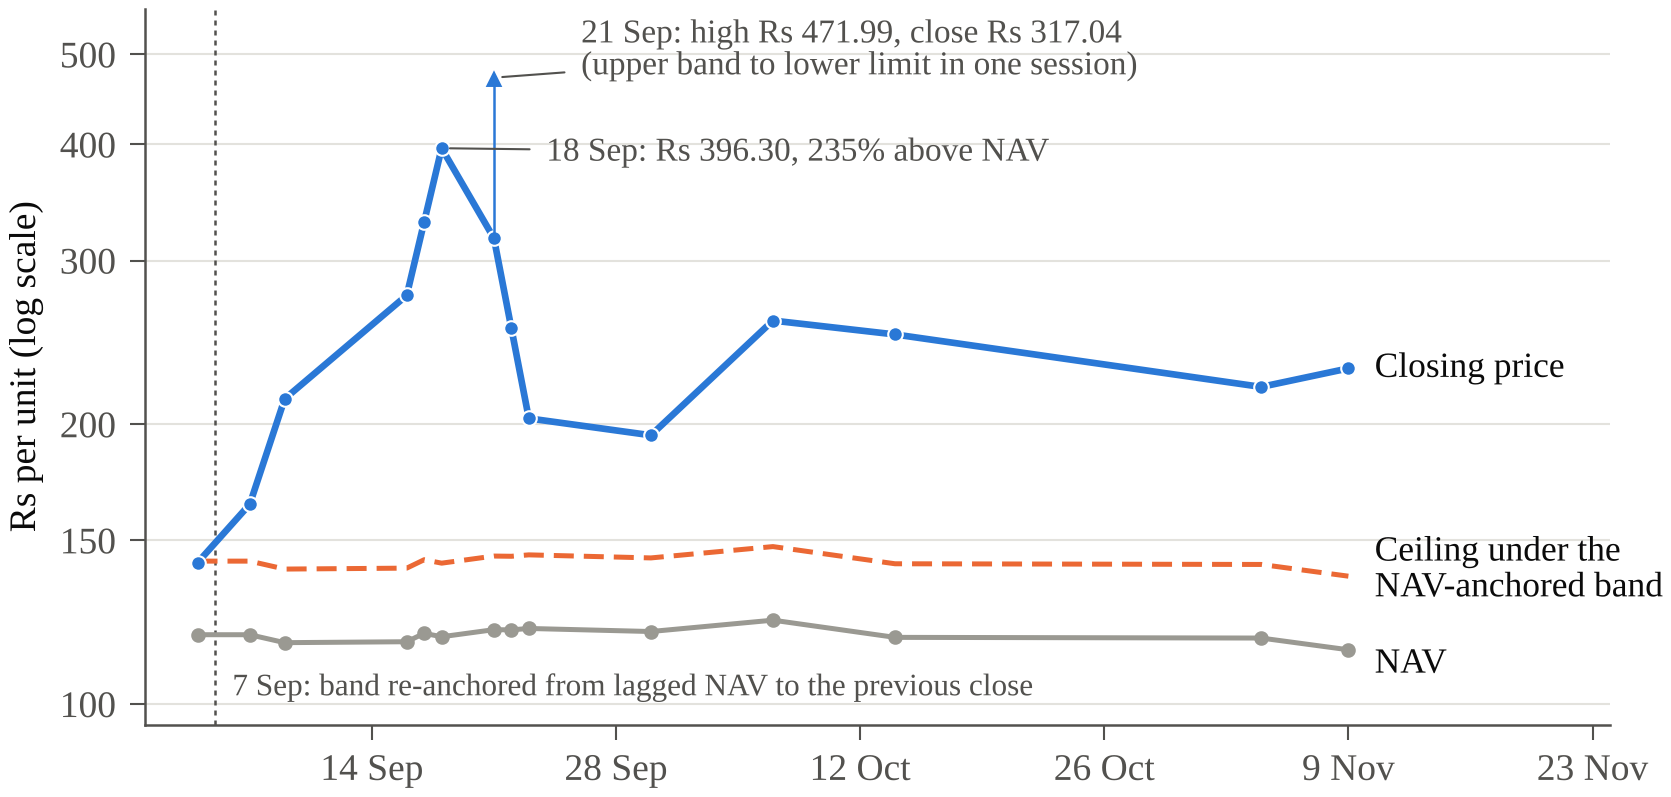 21 Sep: high Rs 471.99, close Rs 317.04
(upper band to lower limit in one session)
18 Sep: Rs 396.30, 235% above NAV
Rs per unit (log scale)
500
400
300
200
150
100
Closing price
Ceiling under the
NAV-anchored band
NAV
7 Sep: band re-anchored from lagged NAV to the previous close
14 Sep
28 Sep
12 Oct
26 Oct
9 Nov
23 Nov